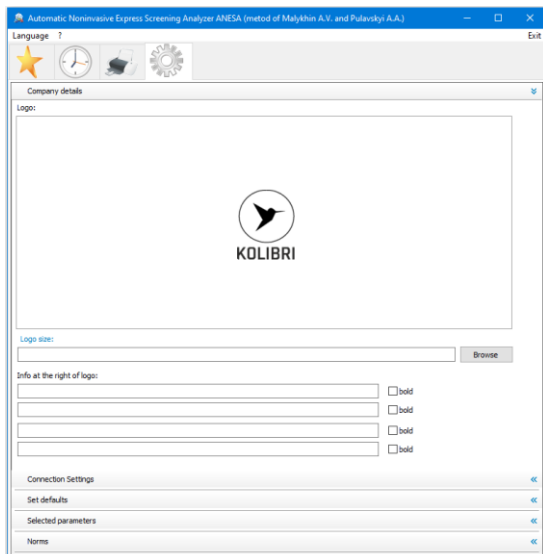 Automatic Noninvasive Express Screening Analyzer ANESA (metod of Malykhin A.V. and Pulavskyi A.A.)
Language ? Exit
Company details
Logo:
KOLIBRI
Logo size:
Browse
Info at the right of logo:
bold
bold
bold
bold
Connection Settings
Set defaults
Selected parameters
Norms